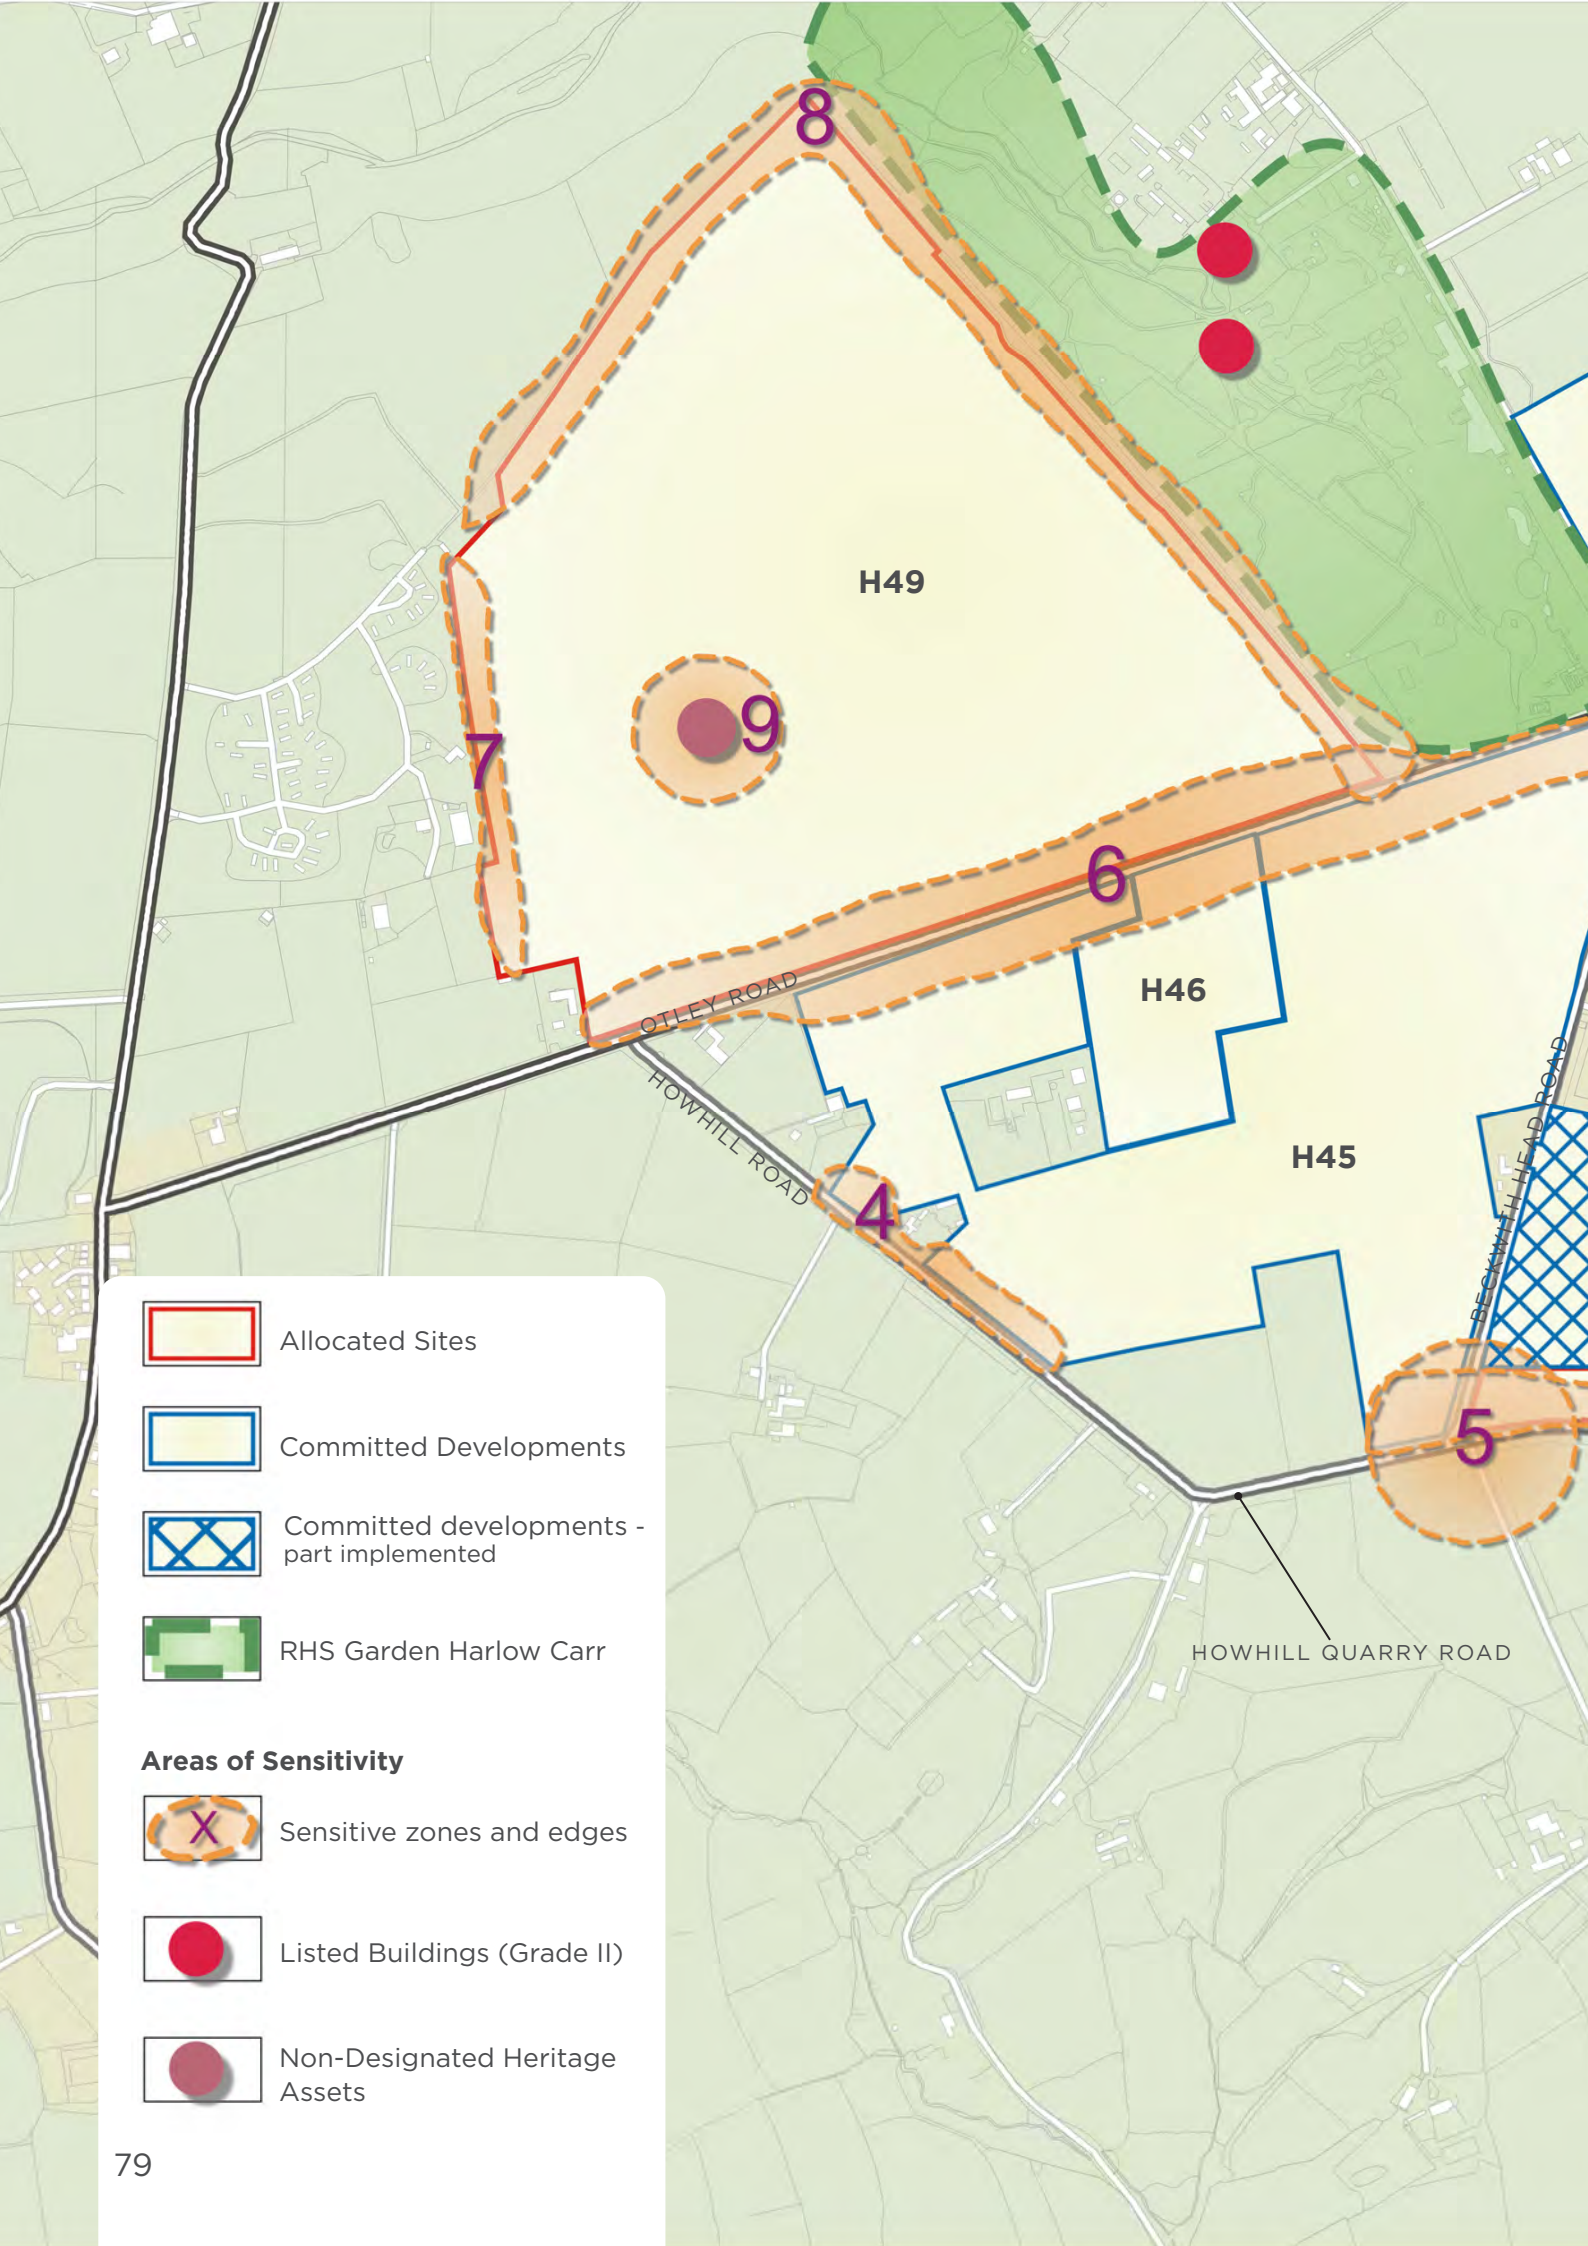 8
H49
9
7
6
OTLEY ROAD
H46
HOWHILL ROAD
BECKWITH HEAD ROAD
H45
4
5
HOWHILL QUARRY ROAD
Allocated Sites
Committed Developments
Committed developments -
part implemented
RHS Garden Harlow Carr
Areas of Sensitivity
X
Sensitive zones and edges
Listed Buildings (Grade II)
Non-Designated Heritage
Assets
79